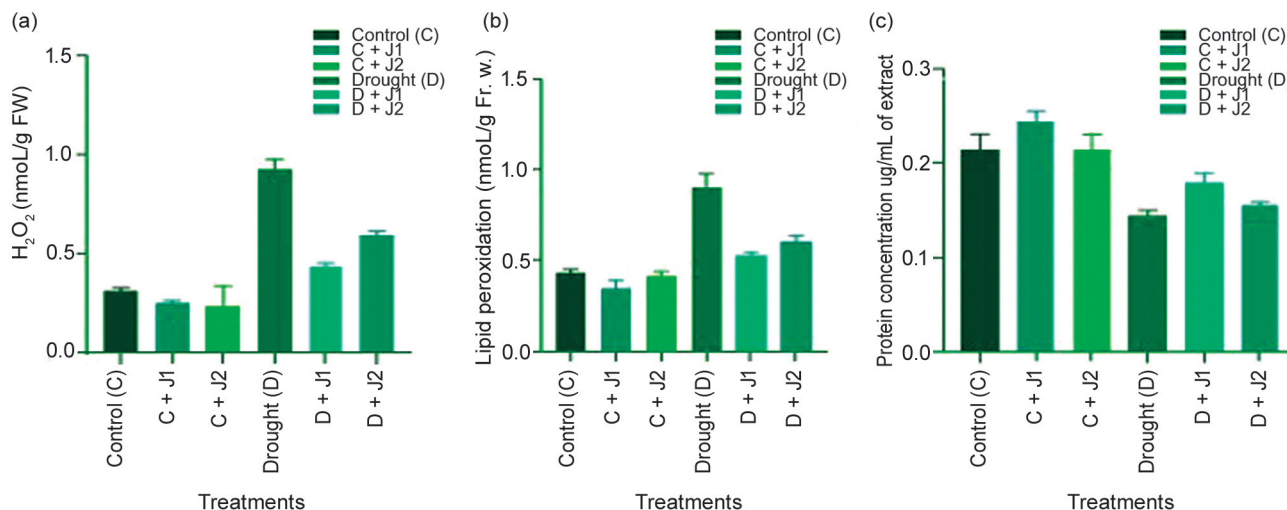 (a)
Control (C)
C + J1
C + J2
Drought (D)
D + J1
D + J2
H₂O₂ (nmoL/g FW)
1.5
1.0
0.5
0.0
Control (C)
C + J1
C + J2
Drought (D)
D + J1
D + J2
Treatments
(b)
Control (C)
C + J1
C + J2
Drought (D)
D + J1
D + J2
Lipid peroxidation (nmoL/g Fr. w.)
1.5
1.0
0.5
0.0
Control (C)
C + J1
C + J2
Drought (D)
D + J1
D + J2
Treatments
(c)
Control (C)
C + J1
C + J2
Drought (D
D + J1
D + J2
Protein concentration ug/mL of extract
0.3
0.2
0.1
0.0
Control (C)
C + J1
C + J2
Drought (D)
D + J1
D + J2
Treatments